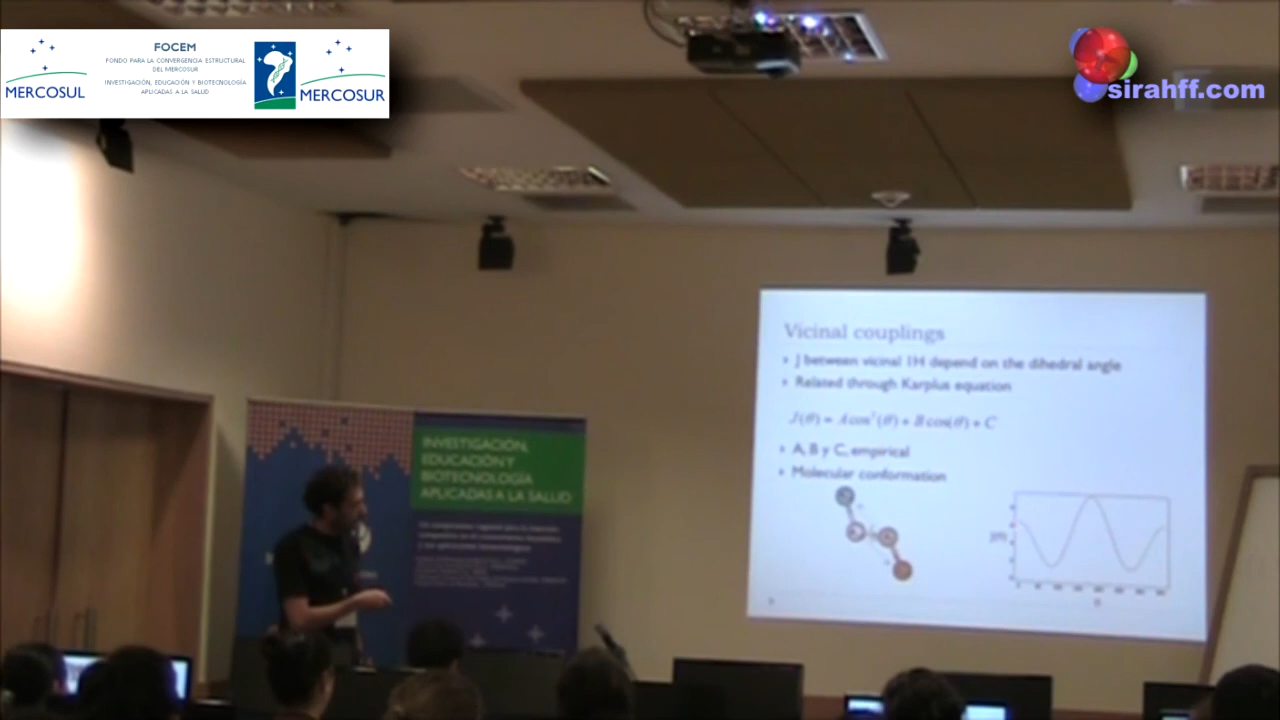 FOCEM
FONDO PARA LA CONVERGENCIA ESTRUCTURAL
DEL MERCOSUR
INVESTIGACIÓN, EDUCACIÓN Y BIOTECNOLOGÍA
APLICADAS A LA SALUD
MERCOSUL
MERCOSUR
sirahff.com
Vicinal couplings
J between vicinal 1H depend on the dihedral angle
Related through Karplus equation
J(θ) = A cos²(θ) + B cos(θ) + C
A, B y C, empirical
Molecular conformation
INVESTIGACIÓN,
EDUCACIÓN Y
BIOTECNOLOGÍA
APLICADAS A LA SALUD